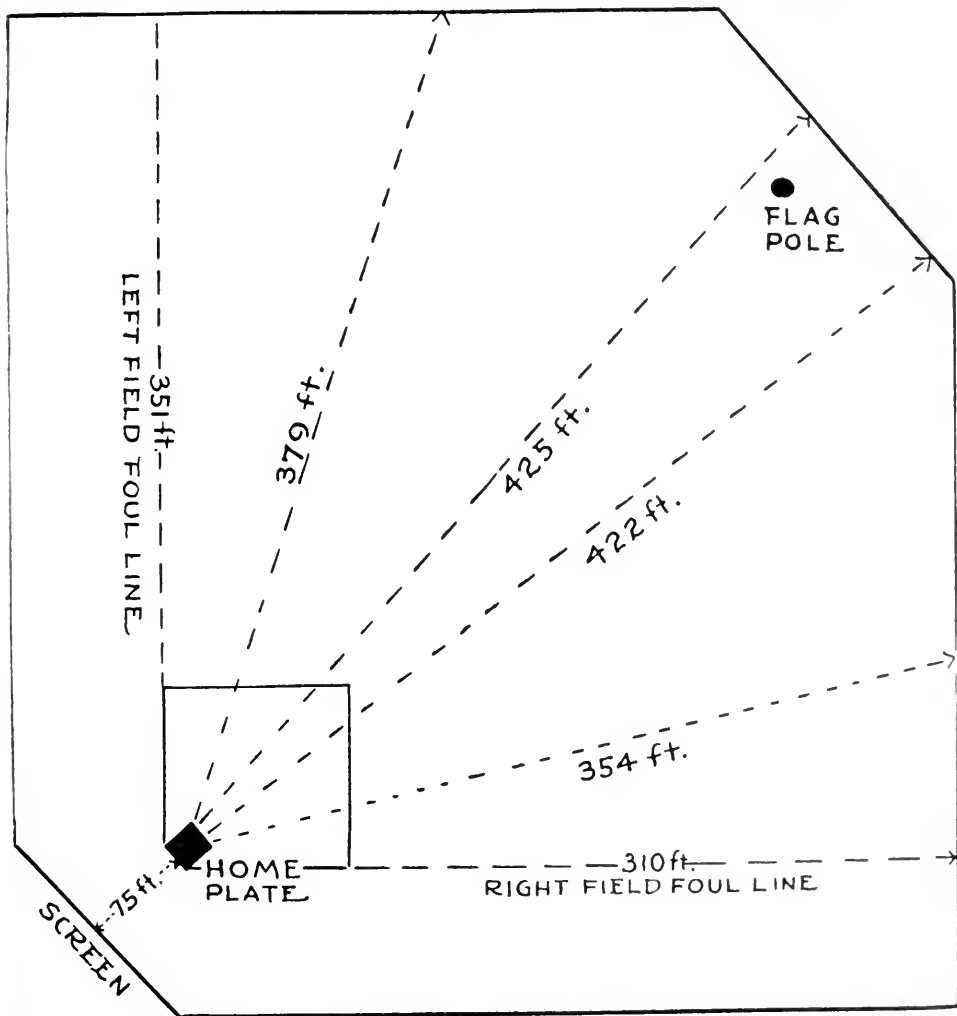 FLAG
POLE
LEFT FIELD FOUL LINE
351 ft.
379 ft.
425 ft.
422 ft.
354 ft.
HOME
PLATE
310 ft.
RIGHT FIELD FOUL LINE
75 ft.
SCREEN